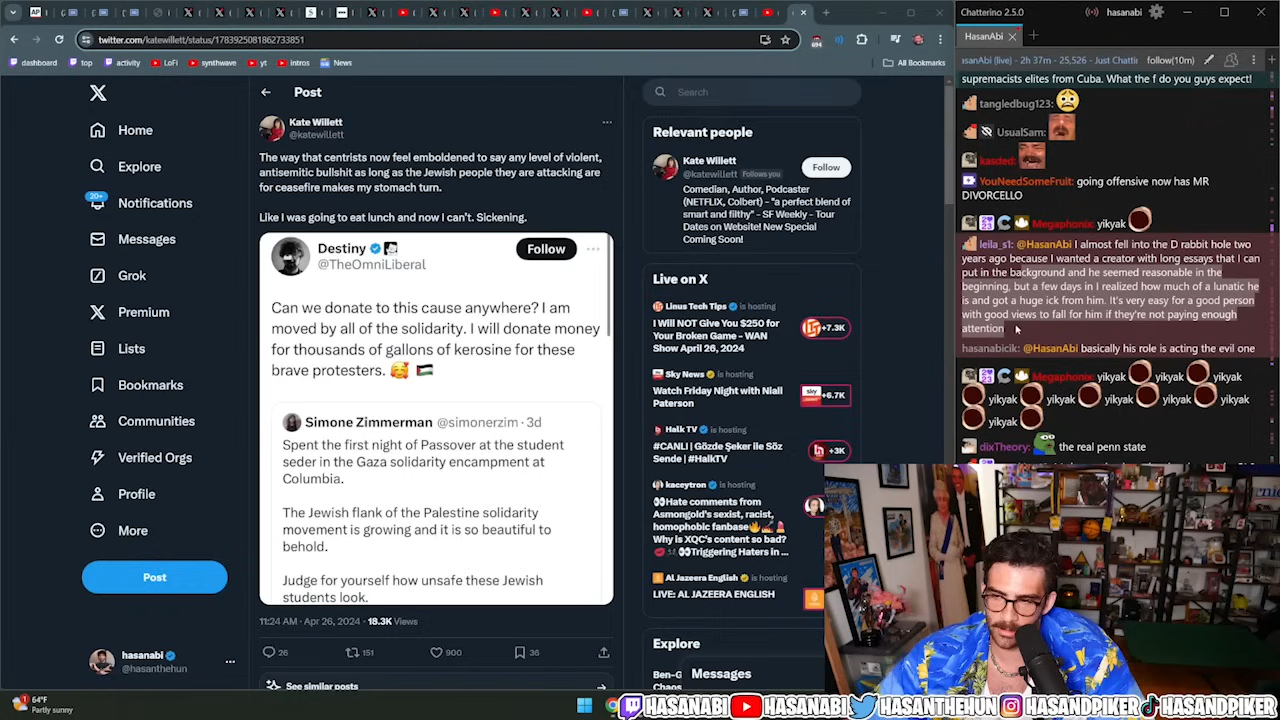 Chatterino 2.5.0
hasanabi
HasanAbi
twitter.com/katewillett/status/1783925081862733851
694
dashboard
top
activity
LoFi
synthwave
yt
intros
News
All Bookmarks
sanAbi (live) - 2h 37m - 25,526 - Just Chattin
follow(10m)
Post
Search
supremacists elites from Cuba. What the f do you guys expect!
tangledbug123:
UsualSam:
kasded:
YouNeedSomeFruit: going offensive now has MR
DIVORCELLO
Megaphonix: yikyak
leila_s1: @HasanAbi I almost fell into the D rabbit hole two
years ago because I wanted a creator with long essays that I can
put in the background and he seemed reasonable in the
beginning, but a few days in I realized how much of a lunatic he
is and got a huge ick from him. It's very easy for a good person
with good views to fall for him if they're not paying enough
attention
hasanabicik: @HasanAbi basically his role is acting the evil one
Megaphonix: yikyak yikyak
yikyak yikyak yikyak yikyak
yikyak
dixTheory: the real penn state
Home
Explore
20+
Notifications
Messages
Grok
Premium
Lists
Bookmarks
Communities
Verified Orgs
Profile
More
Post
hasanabi
@hasanthehun
Kate Willett
@katewillett
The way that centrists now feel emboldened to say any level of violent,
antisemitic bullshit as long as the Jewish people they are attacking are
for ceasefire makes my stomach turn.
Like I was going to eat lunch and now I can't. Sickening.
Destiny
@TheOmniLiberal
Follow
Can we donate to this cause anywhere? I am
moved by all of the solidarity. I will donate money
for thousands of gallons of kerosine for these
brave protesters. 🥰 🇵🇸
Simone Zimmerman @simonerzim · 3d
Spent the first night of Passover at the student
seder in the Gaza solidarity encampment at
Columbia.
The Jewish flank of the Palestine solidarity
movement is growing and it is so beautiful to
behold.
Judge for yourself how unsafe these Jewish
students look.
11:24 AM · Apr 26, 2024 · 18.3K Views
26
151
900
36
See similar posts
Relevant people
Kate Willett
@katewillett Follows you
Follow
Comedian, Author, Podcaster
(NETFLIX, Colbert) - "a perfect blend of
smart and filthy" - SF Weekly - Tour
Dates on Website! New Special
Coming Soon!
Live on X
Linus Tech Tips is hosting
I WILL NOT Give You $250 for
Your Broken Game - WAN
Show April 26, 2024
+7.3K
Sky News is hosting
Watch Friday Night with Niall
Paterson
sky
+6.7K
Halk TV is hosting
#CANLI | Gözde Şeker ile Söz
Sende | #HalkTV
+3K
kaceytron is hosting
👀Hate comments from
Asmongold's sexist, racist,
homophobic fanbase
Why is XQC's content so bad?
Triggering Haters in ...
Al Jazeera English is hosting
LIVE: AL JAZEERA ENGLISH
Explore
Messages
64°F
Partly sunny
HASANABI
HASANABI
HASANTHEHUN
HASANDPIKER
HASANDPIKER